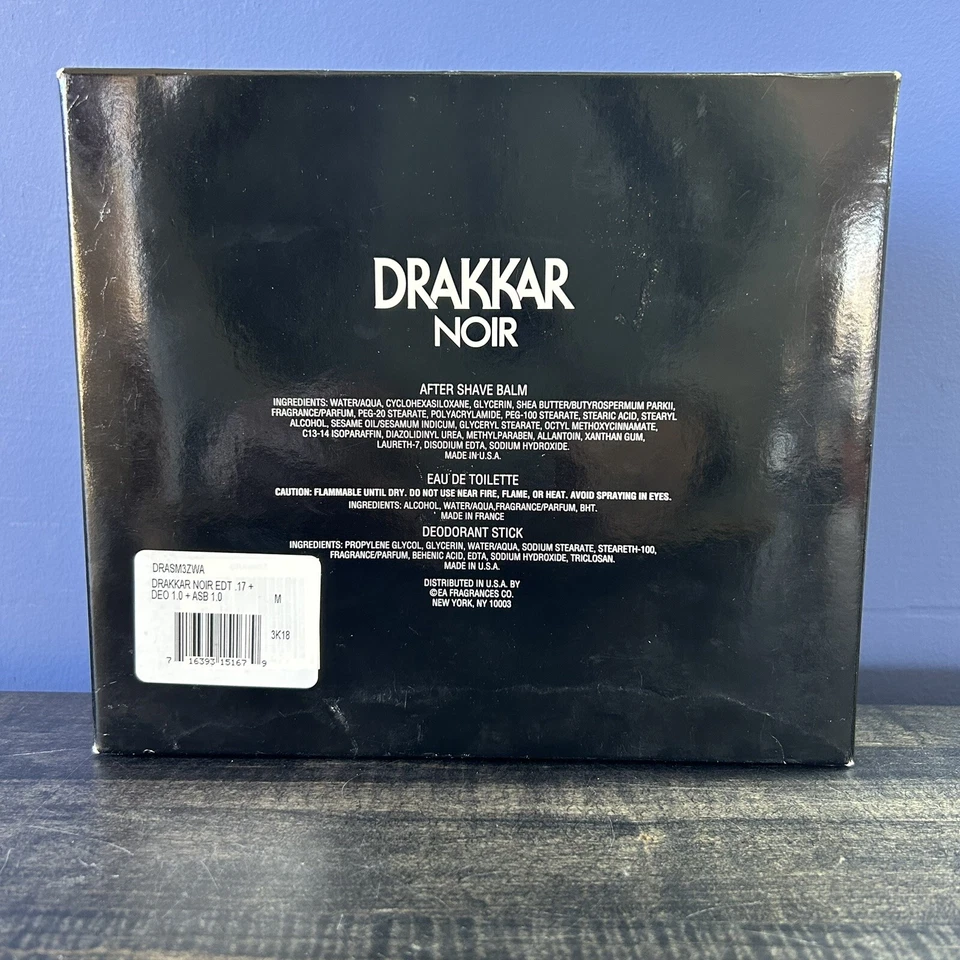 DRAKKAR
NOIR
AFTER SHAVE BALM
INGREDIENTS: WATER/AQUA, CYCLOHEXASILOXANE, GLYCERIN, SHEA BUTTER/BUTYROSPERMUM PARKII,
FRAGRANCE/PARFUM, PEG-20 STEARATE, POLYACRYLAMIDE, PEG-100 STEARATE, STEARIC ACID, STEARYL
ALCOHOL, SESAME OIL/SESAMUM INDICUM, GLYCERYL STEARATE, OCTYL METHOXYCINNAMATE,
C13-14 ISOPARAFFIN, DIAZOLIDINYL UREA, METHYLPARABEN, ALLANTOIN, XANTHAN GUM,
LAURETH-7, DISODIUM EDTA, SODIUM HYDROXIDE.
MADE IN U.S.A.
EAU DE TOILETTE
CAUTION: FLAMMABLE UNTIL DRY. DO NOT USE NEAR FIRE, FLAME, OR HEAT. AVOID SPRAYING IN EYES.
INGREDIENTS: ALCOHOL, WATER/AQUA,FRAGRANCE/PARFUM, BHT.
MADE IN FRANCE
DEODORANT STICK
INGREDIENTS: PROPYLENE GLYCOL, GLYCERIN, WATER/AQUA, SODIUM STEARATE, STEARETH-100,
FRAGRANCE/PARFUM, BEHENIC ACID, EDTA, SODIUM HYDROXIDE, TRICLOSAN.
MADE IN U.S.A.
DISTRIBUTED IN U.S.A. BY
©EA FRAGRANCES CO.
NEW YORK, NY 10003
DRASM3ZWA
DRAKKAR NOIR EDT .17 +
DEO 1.0 + ASB 1.0 M
3K18
7 16393 15167 9